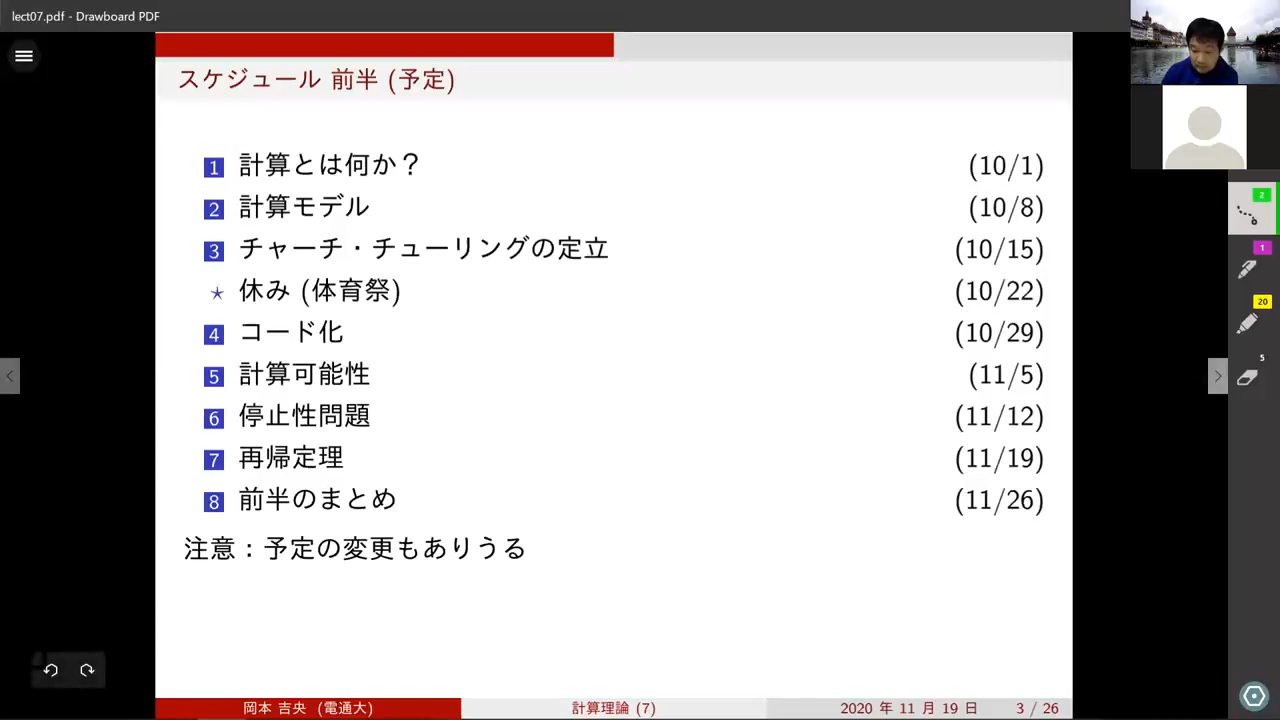 lect07.pdf - Drawboard PDF
スケジュール 前半 (予定)
1 計算とは何か？ (10/1)
2 計算モデル (10/8)
3 チャーチ・チューリングの定立 (10/15)
⋆ 休み (体育祭) (10/22)
4 コード化 (10/29)
5 計算可能性 (11/5)
6 停止性問題 (11/12)
7 再帰定理 (11/19)
8 前半のまとめ (11/26)
注意：予定の変更もありうる
岡本 吉央 (電通大) 計算理論 (7) 2020 年 11 月 19 日 3 / 26
2
1
20
5